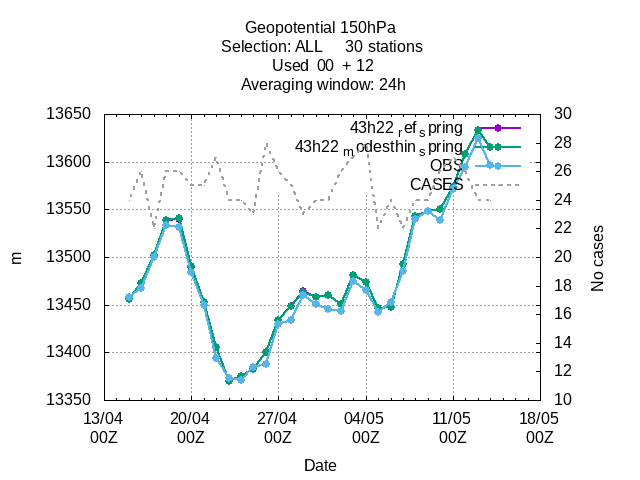 Geopotential 150hPa
Selection: ALL 30 stations
Used 00 + 12
Averaging window: 24h
43h22 ref spring
43h22 modesthin spring
OBS
CASES
13650
13600
13550
13500
13450
13400
13350
30
28
26
24
22
20
18
16
14
12
10
m
No cases
13/04 20/04 27/04 04/05 11/05 18/05
00Z 00Z 00Z 00Z 00Z 00Z
Date